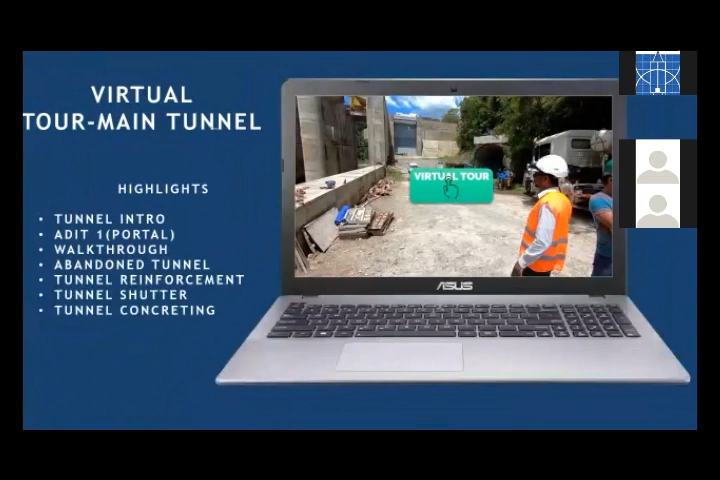 VIRTUAL
TOUR-MAIN TUNNEL
HIGHLIGHTS
• TUNNEL INTRO
• ADIT 1(PORTAL)
• WALKTHROUGH
• ABANDONED TUNNEL
• TUNNEL REINFORCEMENT
• TUNNEL SHUTTER
• TUNNEL CONCRETING
VIRTUAL TOUR
ASUS